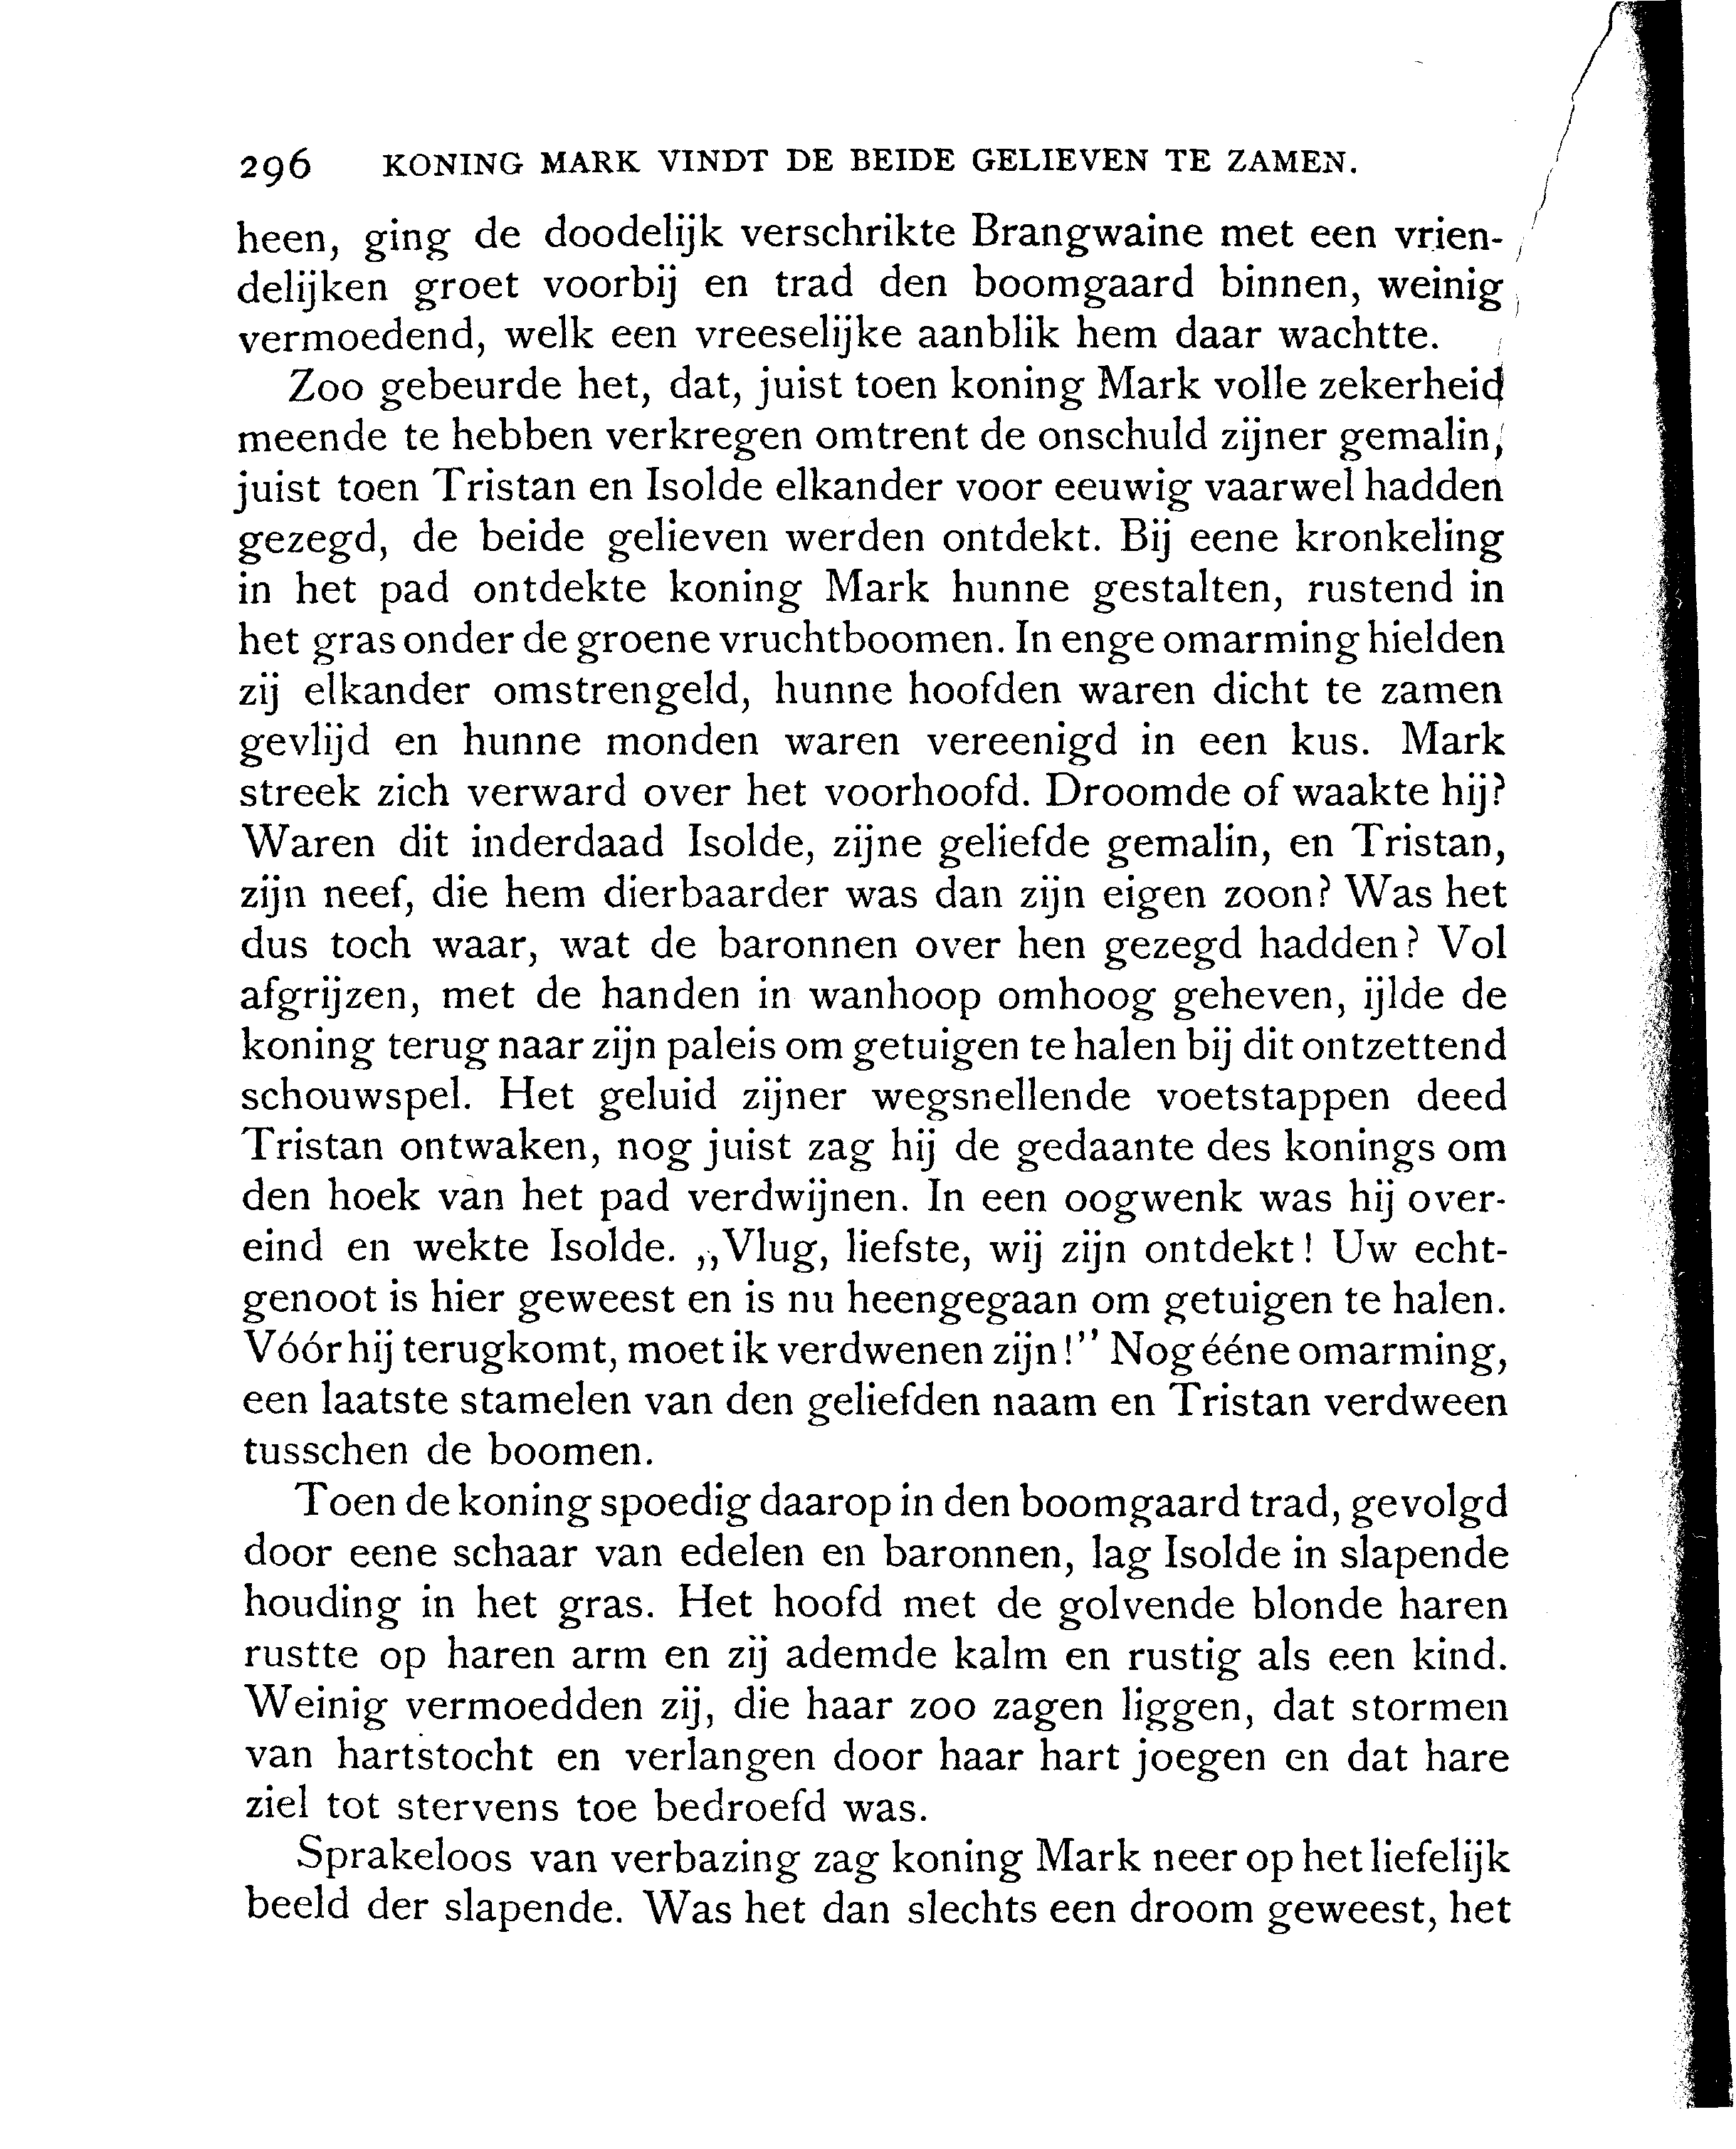 296 KONING MARK VINDT DE BEIDE GELIEVEN TE ZAMEN.
heen, ging de doodelijk verschrikte Brangwaine met een vrien-
delijken groet voorbij en trad den boomgaard binnen, weinig
vermoedend, welk een vreeselijke aanblik hem daar wachtte.
Zoo gebeurde het, dat, juist toen koning Mark volle zekerheid
meende te hebben verkregen omtrent de onschuld zijner gemalin,
juist toen Tristan en Isolde elkander voor eeuwig vaarwel hadden
gezegd, de beide gelieven werden ontdekt. Bij eene kronkeling
in het pad ontdekte koning Mark hunne gestalten, rustend in
het gras onder de groene vruchtboomen. In enge omarming hielden
zij elkander omstrengeld, hunne hoofden waren dicht te zamen
gevlijd en hunne monden waren vereenigd in een kus. Mark
streek zich verward over het voorhoofd. Droomde of waakte hij?
Waren dit inderdaad Isolde, zijne geliefde gemalin, en Tristan,
zijn neef, die hem dierbaarder was dan zijn eigen zoon? Was het
dus toch waar, wat de baronnen over hen gezegd hadden? Vol
afgrijzen, met de handen in wanhoop omhoog geheven, ijlde de
koning terug naar zijn paleis om getuigen te halen bij dit ontzettend
schouwspel. Het geluid zijner wegsnellende voetstappen deed
Tristan ontwaken, nog juist zag hij de gedaante des konings om
den hoek van het pad verdwijnen. In een oogwenk was hij over-
eind en wekte Isolde. „Vlug, liefste, wij zijn ontdekt! Uw echt-
genoot is hier geweest en is nu heengegaan om getuigen te halen.
Vóór hij terugkomt, moet ik verdwenen zijn!” Nog ééne omarming,
een laatste stamelen van den geliefden naam en Tristan verdween
tusschen de boomen.
Toen de koning spoedig daarop in den boomgaard trad, gevolgd
door eene schaar van edelen en baronnen, lag Isolde in slapende
houding in het gras. Het hoofd met de golvende blonde haren
rustte op haren arm en zij ademde kalm en rustig als een kind.
Weinig vermoedden zij, die haar zoo zagen liggen, dat stormen
van hartstocht en verlangen door haar hart joegen en dat hare
ziel tot stervens toe bedroefd was.
Sprakeloos van verbazing zag koning Mark neer op het liefelijk
beeld der slapende. Was het dan slechts een droom geweest, het